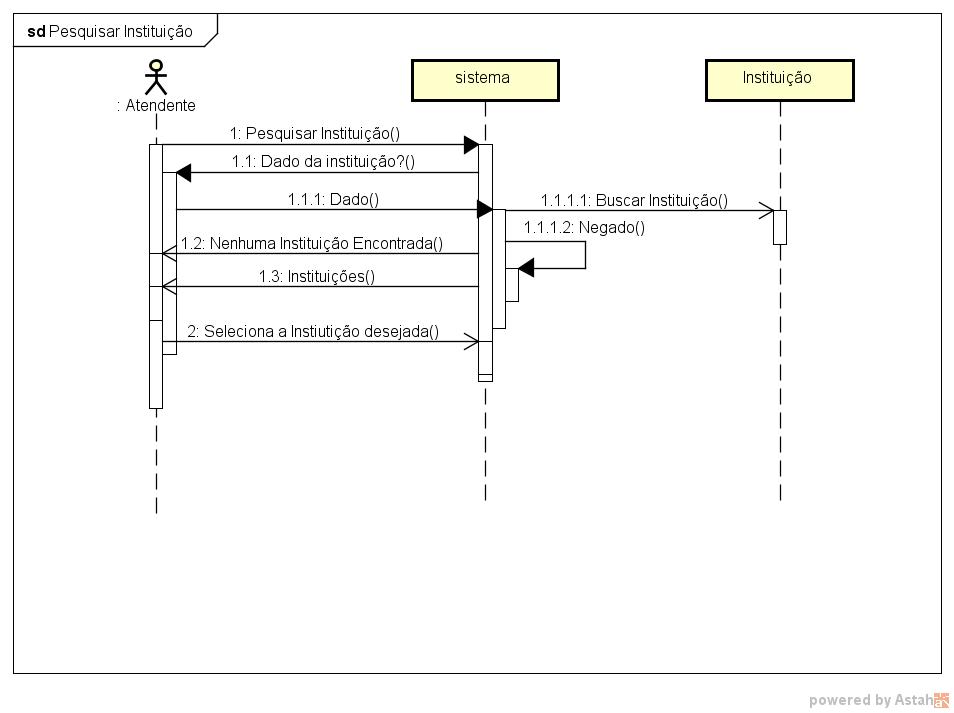 sd Pesquisar Instituição
: Atendente
sistema
Instituição
1: Pesquisar Instituição()
1.1: Dado da instituição?()
1.1.1: Dado()
1.1.1.1: Buscar Instituição()
1.1.1.2: Negado()
1.2: Nenhuma Instituição Encontrada()
1.3: Instituições()
2: Seleciona a Instiutição desejada()
powered by Astah